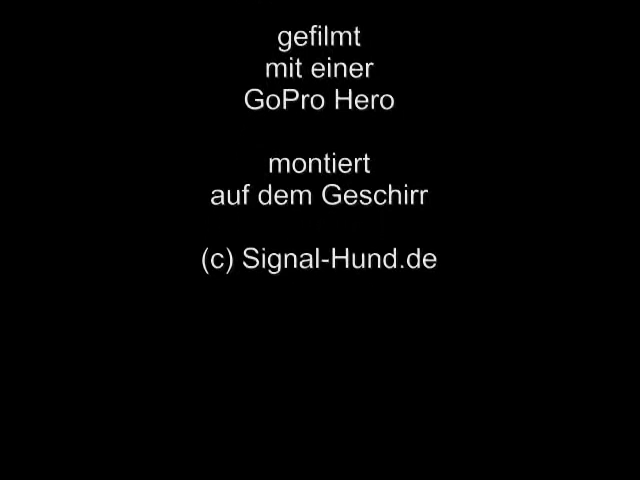 gefilmt
mit einer
GoPro Hero
montiert
auf dem Geschirr
(c) Signal-Hund.de